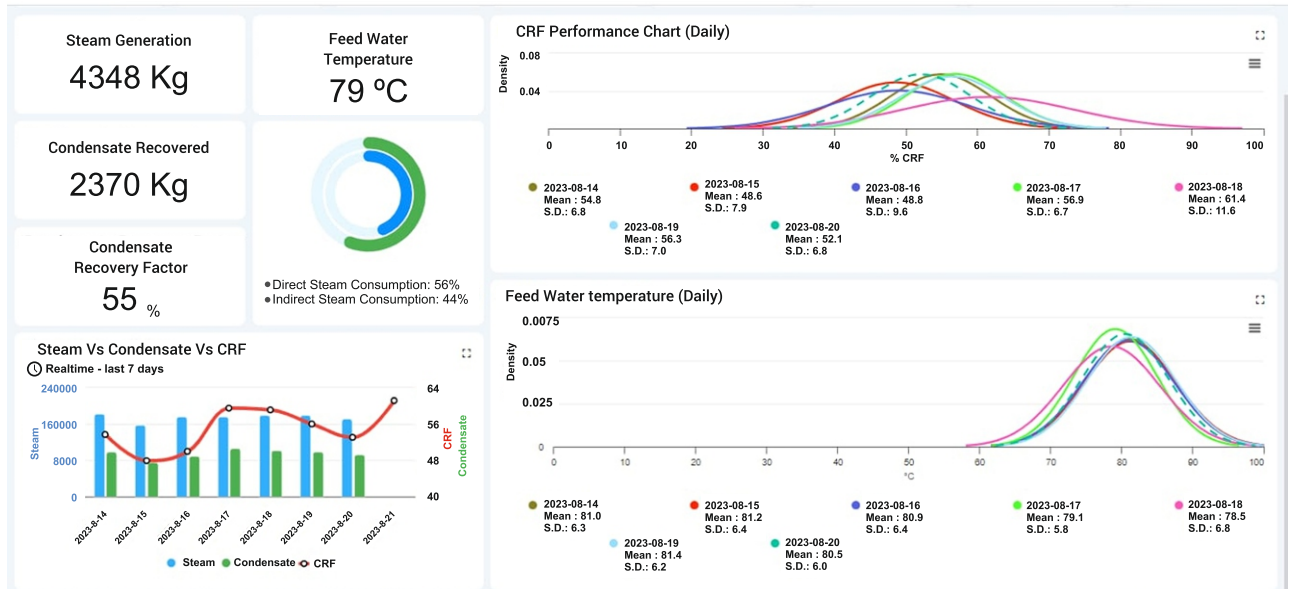 Steam Generation
4348 Kg
Feed Water
Temperature
79 ºC
Condensate Recovered
2370 Kg
Condensate
Recovery Factor
55 %
Direct Steam Consumption: 56%
Indirect Steam Consumption: 44%
CRF Performance Chart (Daily)
Density
0.08
0.04
0 10 20 30 40 50 60 70 80 90 100
% CRF
2023-08-14
Mean : 54.8
S.D.: 6.8
2023-08-15
Mean : 48.6
S.D.: 7.9
2023-08-16
Mean : 48.8
S.D.: 9.6
2023-08-17
Mean : 56.9
S.D.: 6.7
2023-08-18
Mean : 61.4
S.D.: 11.6
2023-08-19
Mean : 56.3
S.D.: 7.0
2023-08-20
Mean : 52.1
S.D.: 6.8
Steam Vs Condensate Vs CRF
Realtime - last 7 days
Steam
240000
160000
8000
0
64
56
48
40
CRF
Condensate
2023-8-14
2023-8-15
2023-8-16
2023-8-17
2023-8-18
2023-8-19
2023-8-20
2023-8-21
Steam Condensate CRF
Feed Water temperature (Daily)
Density
0.0075
0.05
0.025
0
0 10 20 30 40 50 60 70 80 90 100
°C
2023-08-14
Mean : 81.0
S.D.: 6.3
2023-08-15
Mean : 81.2
S.D.: 6.4
2023-08-16
Mean : 80.9
S.D.: 6.4
2023-08-17
Mean : 79.1
S.D.: 5.8
2023-08-18
Mean : 78.5
S.D.: 6.8
2023-08-19
Mean : 81.4
S.D.: 6.2
2023-08-20
Mean : 80.5
S.D.: 6.0